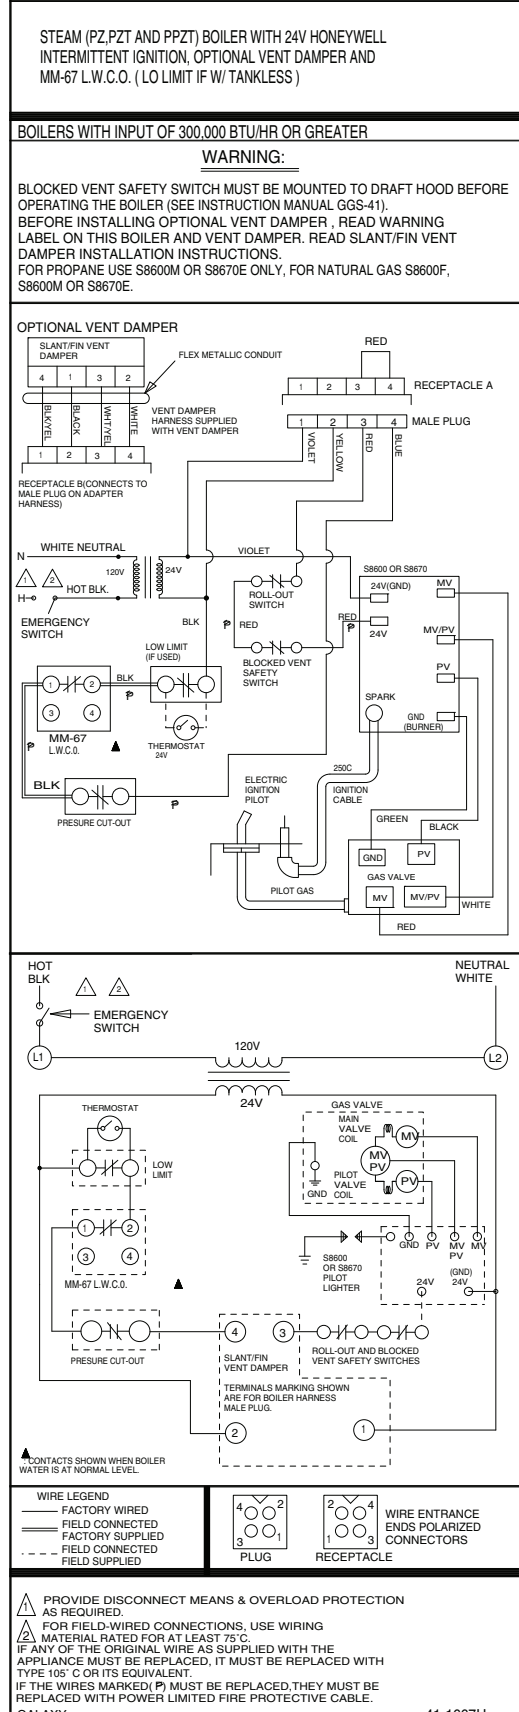 STEAM (PZ,PZT AND PPZT) BOILER WITH 24V HONEYWELL
INTERMITTENT IGNITION, OPTIONAL VENT DAMPER AND
MM-67 L.W.C.O. ( LO LIMIT IF W/ TANKLESS )
BOILERS WITH INPUT OF 300,000 BTU/HR OR GREATER
WARNING:
BLOCKED VENT SAFETY SWITCH MUST BE MOUNTED TO DRAFT HOOD BEFORE
OPERATING THE BOILER (SEE INSTRUCTION MANUAL GGS-41).
BEFORE INSTALLING OPTIONAL VENT DAMPER , READ WARNING
LABEL ON THIS BOILER AND VENT DAMPER. READ SLANT/FIN VENT
DAMPER INSTALLATION INSTRUCTIONS.
FOR PROPANE USE S8600M OR S8670E ONLY, FOR NATURAL GAS S8600F,
S8600M OR S8670E.
OPTIONAL VENT DAMPER
SLANT/FIN VENT
DAMPER
4 1 3 2
FLEX METALLIC CONDUIT
BLK/YEL
BLACK
WHT/YEL
WHITE
VENT DAMPER
HARNESS SUPPLIED
WITH VENT DAMPER
1 2 3 4
RECEPTACLE B(CONNECTS TO
MALE PLUG ON ADAPTER
HARNESS)
RED
1 2 3 4
RECEPTACLE A
1 2 3 4
MALE PLUG
VIOLET
YELLOW
RED
BLUE
N
WHITE NEUTRAL
120V
24V
VIOLET
1 2
H
HOT BLK.
EMERGENCY
SWITCH
BLK
ROLL-OUT
SWITCH
P
RED
RED
P
BLOCKED VENT
SAFETY
SWITCH
S8600 OR S8670
24V(GND)
MV
24V
MV/PV
PV
SPARK
GND
(BURNER)
LOW LIMIT
(IF USED)
1 2
BLK
P
3 4
MM-67
L.W.C.0.
P
THERMOSTAT
24V
BLK
P
PRESURE CUT-OUT
ELECTRIC
IGNITION
PILOT
250C
IGNITION
CABLE
GREEN
BLACK
GND
PV
GAS VALVE
MV
MV/PV
WHITE
PILOT GAS
RED
HOT
BLK
NEUTRAL
WHITE
1 2
EMERGENCY
SWITCH
L1
120V
L2
24V
THERMOSTAT
LOW
LIMIT
1 2
3 4
MM-67 L.W.C.0.
GAS VALVE
MAIN
VALVE
COIL
MV
MV
PV
PILOT
VALVE
COIL
PV
GND
S8600
OR S8670
PILOT
LIGHTER
GND
PV
MV
PV
MV
24V
(GND)
24V
PRESURE CUT-OUT
4
3
SLANT/FIN
VENT DAMPER
ROLL-OUT AND BLOCKED
VENT SAFETY SWITCHES
TERMINALS MARKING SHOWN
ARE FOR BOILER HARNESS
MALE PLUG.
2
1
: CONTACTS SHOWN WHEN BOILER
WATER IS AT NORMAL LEVEL.
WIRE LEGEND
FACTORY WIRED
FIELD CONNECTED
FACTORY SUPPLIED
FIELD CONNECTED
FIELD SUPPLIED
4 2
3 1
PLUG
2 4
1 3
RECEPTACLE
WIRE ENTRANCE
ENDS POLARIZED
CONNECTORS
1 PROVIDE DISCONNECT MEANS & OVERLOAD PROTECTION
AS REQUIRED.
2 FOR FIELD-WIRED CONNECTIONS, USE WIRING
MATERIAL RATED FOR AT LEAST 75°C.
IF ANY OF THE ORIGINAL WIRE AS SUPPLIED WITH THE
APPLIANCE MUST BE REPLACED, IT MUST BE REPLACED WITH
TYPE 105° C OR ITS EQUIVALENT.
IF THE WIRES MARKED( P) MUST BE REPLACED,THEY MUST BE
REPLACED WITH POWER LIMITED FIRE PROTECTIVE CABLE.